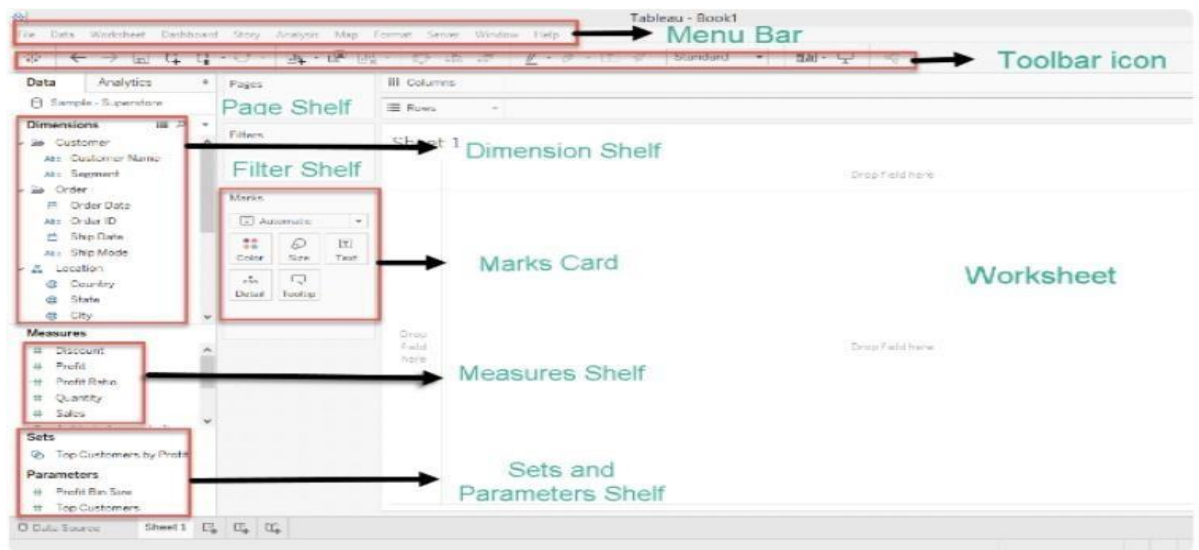 Tableau - Book1
File Data Worksheet Dashboard Story Analysis Map Format Server Window Help
Menu Bar
Standard
Toolbar icon
Data Analytics
Pages
Columns
Sample - Superstore
Page Shelf
Rows
Dimensions
Filters
Sheet 1
Customer
Abc Customer Name
Dimension Shelf
Abc Segment
Filter Shelf
Drop field here
Order
Marks
Order Date
Automatic
Abc Order ID
Ship Date
Abc Ship Mode
Color Size Text
Marks Card
Worksheet
Location
Country
Detail Tooltip
State
City
Measures
Drop
field
here
Drop field here
# Discount
# Profit
# Profit Ratio
Measures Shelf
# Quantity
# Sales
Sets
Top Customers by Profit
Sets and
Parameters Shelf
Parameters
# Profit Bin Size
# Top Customers
Data Source Sheet 1